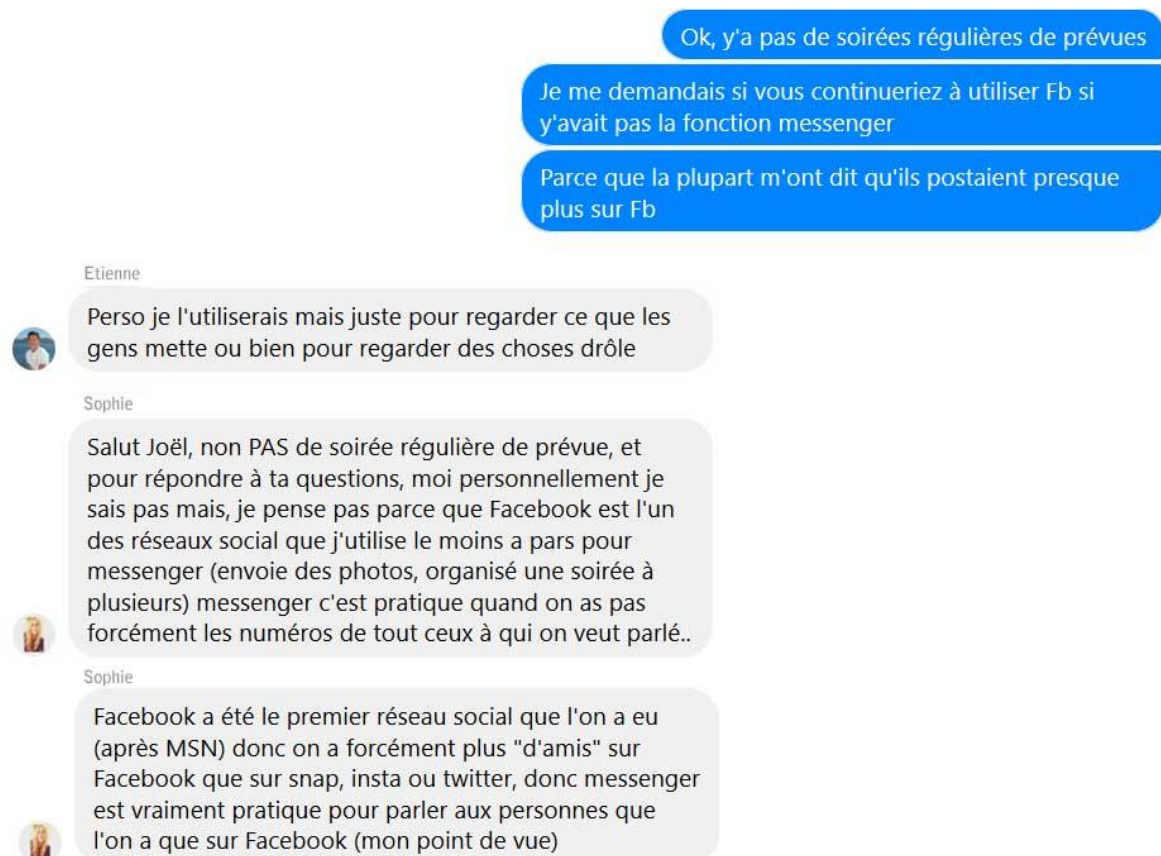 Ok, y'a pas de soirées régulières de prévues
Je me demandais si vous continueriez à utiliser Fb si
y'avait pas la fonction messenger
Parce que la plupart m'ont dit qu'ils postaient presque
plus sur Fb
Etienne
Perso je l'utiliserais mais juste pour regarder ce que les
gens mette ou bien pour regarder des choses drôle
Sophie
Salut Joël, non PAS de soirée régulière de prévue, et
pour répondre à ta questions, moi personnellement je
sais pas mais, je pense pas parce que Facebook est l'un
des réseaux social que j'utilise le moins a pars pour
messenger (envoie des photos, organisé une soirée à
plusieurs) messenger c'est pratique quand on as pas
forcément les numéros de tout ceux à qui on veut parlé..
Sophie
Facebook a été le premier réseau social que l'on a eu
(après MSN) donc on a forcément plus "d'amis" sur
Facebook que sur snap, insta ou twitter, donc messenger
est vraiment pratique pour parler aux personnes que
l'on a que sur Facebook (mon point de vue)